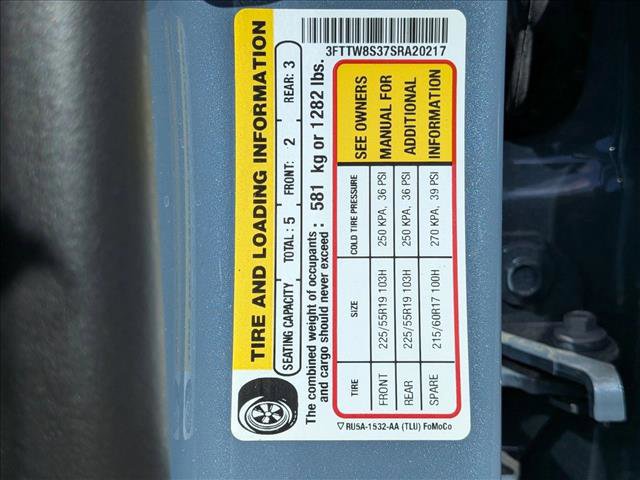 3FTTW8S37SRA20217
TIRE AND LOADING INFORMATION
SEATING CAPACITY TOTAL: 5 FRONT: 2 REAR: 3
The combined weight of occupants
and cargo should never exceed: 581 kg or 1282 lbs.
TIRE SIZE COLD TIRE PRESSURE SEE OWNERS
FRONT 225/55R19 103H 250 KPA, 36 PSI MANUAL FOR
REAR 225/55R19 103H 250 KPA, 36 PSI ADDITIONAL
SPARE 215/60R17 100H 270 KPA, 39 PSI INFORMATION
▽ RU5A-1532-AA (TLU) FoMoCo